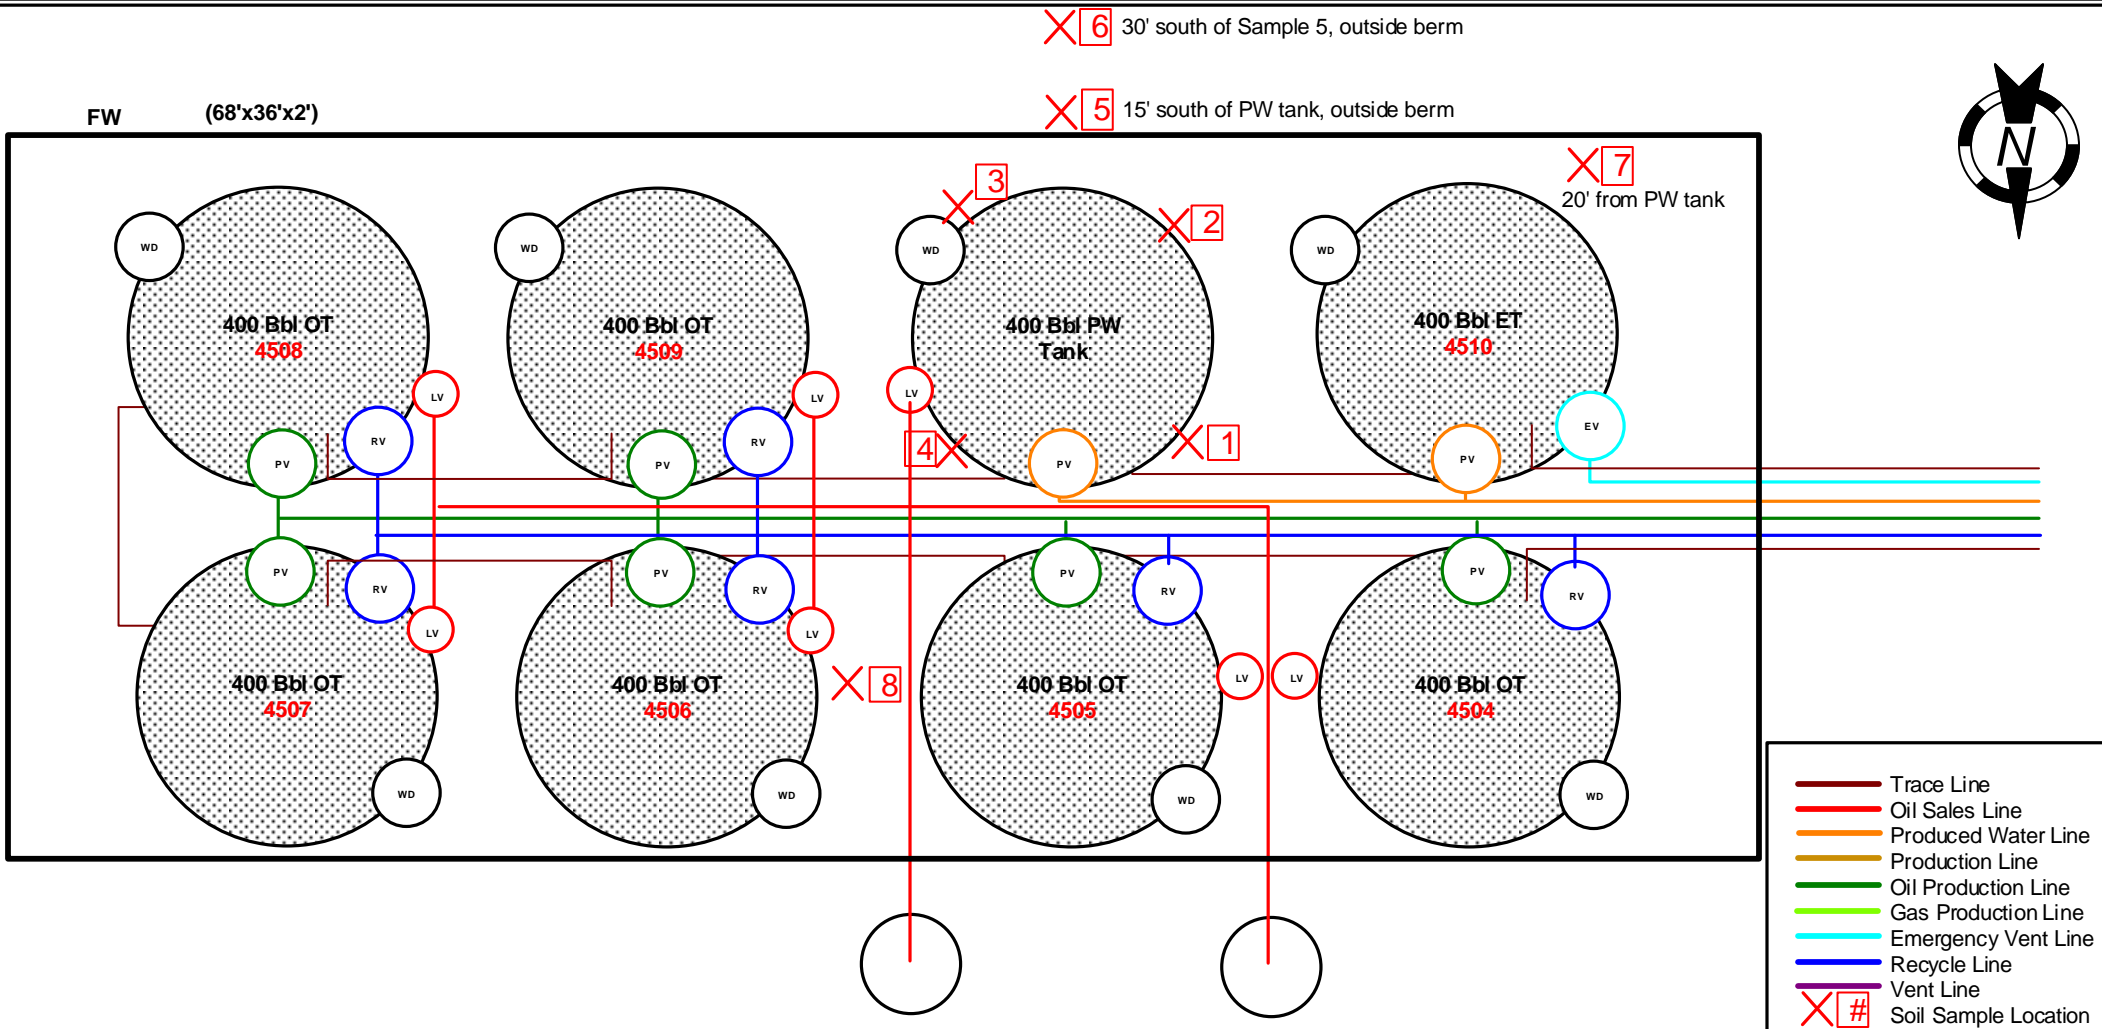 6 30' south of Sample 5, outside berm
FW (68'x36'x2')
5 15' south of PW tank, outside berm
N
3
7
20' from PW tank
2
WD
WD
WD
WD
400 Bbl OT
4508
400 Bbl OT
4509
400 Bbl PW
Tank
400 Bbl ET
4510
LV
LV
LV
RV
RV
EV
4
1
PV
PV
PV
PV
PV
RV
PV
RV
PV
RV
PV
RV
LV
LV
LV
LV
8
400 Bbl OT
4507
400 Bbl OT
4506
400 Bbl OT
4505
400 Bbl OT
4504
WD
WD
WD
WD
Trace Line
Oil Sales Line
Produced Water Line
Production Line
Oil Production Line
Gas Production Line
Emergency Vent Line
Recycle Line
Vent Line
# Soil Sample Location